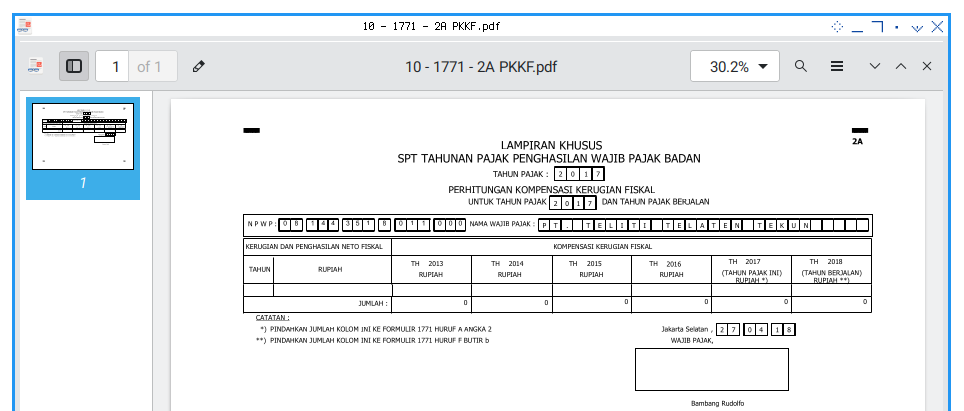 10 - 1771 - 2A PKKF.pdf
1 of 1 10 - 1771 - 2A PKKF.pdf 30.2%
1
2A
LAMPIRAN KHUSUS
SPT TAHUNAN PAJAK PENGHASILAN WAJIB PAJAK BADAN
TAHUN PAJAK : 2 0 1 7
PERHITUNGAN KOMPENSASI KERUGIAN FISKAL
UNTUK TAHUN PAJAK 2 0 1 7 DAN TAHUN PAJAK BERJALAN
N P W P : 0 8 1 4 4 3 5 1 8 0 1 1 0 0 0 NAMA WAJIB PAJAK : P T . T E L I T I T E L A T E N T E K U N
KERUGIAN DAN PENGHASILAN NETO FISKAL KOMPENSASI KERUGIAN FISKAL
TAHUN RUPIAH TH 2013 TH 2014 TH 2015 TH 2016 TH 2017 TH 2018
RUPIAH RUPIAH RUPIAH RUPIAH (TAHUN PAJAK INI) (TAHUN BERJALAN)
RUPIAH *) RUPIAH **)
JUMLAH : 0 0 0 0 0 0
CATATAN :
*) PINDAHKAN JUMLAH KOLOM INI KE FORMULIR 1771 HURUF A ANGKA 2
**) PINDAHKAN JUMLAH KOLOM INI KE FORMULIR 1771 HURUF F BUTIR b
Jakarta Selatan , 2 7 0 4 1 8
WAJIB PAJAK,
Bambang Rudolfo